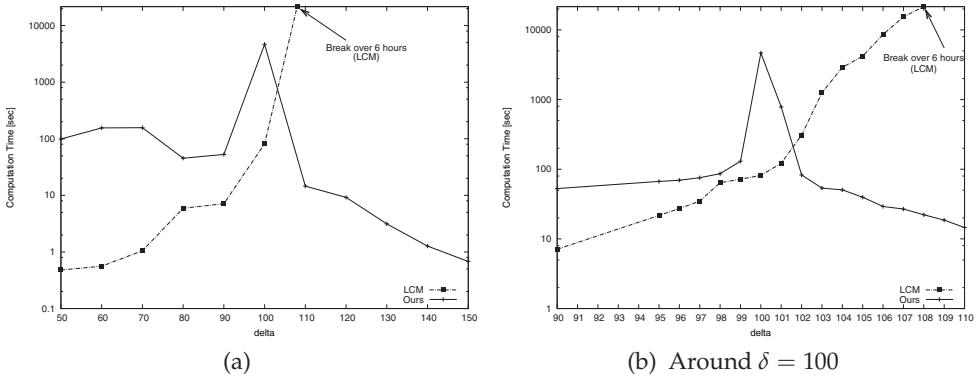 10000
1000
100
10
1
0.1
Computation Time [sec]
50 60 70 80 90 100 110 120 130 140 150
delta
Break over 6 hours
(LCM)
LCM
Ours
(a)
10000
1000
100
10
1
Computation Time [sec]
90 91 92 93 94 95 96 97 98 99 100 101 102 103 104 105 106 107 108 109 110
delta
Break over 6 hours
(LCM)
LCM
Ours
(b) Around δ = 100